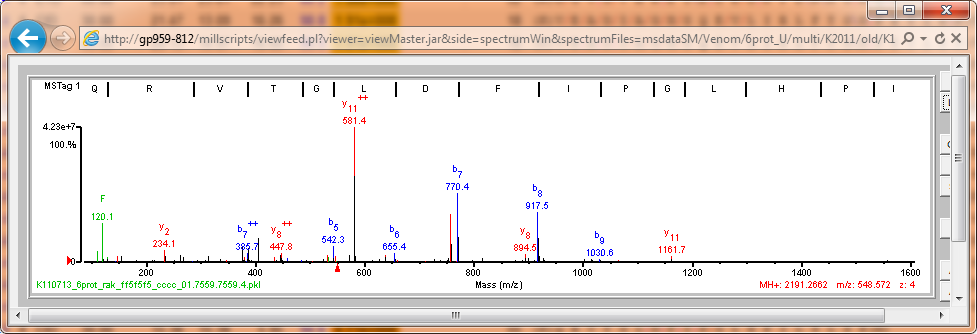 http://gp959-812/millscripts/viewfeed.pl?viewer=viewMaster.jar&side=spectrumWin&spectrumFiles=msdataSM/Venom/6prot_U/multi/K2011/old/K1
MSTag 1 Q R V T G L D F I P G L H P I
4.23e+7
100.%
y11 ++
581.4
b7
770.4
b8
917.5
F
120.1
y2
234.1
b7 ++
385.7
y8 ++
447.8
b5
542.3
b6
655.4
y8
894.5
b9
1030.6
y11
1161.7
200 400 600 800 1000 1200 1400 1600
K110713_6prot_rak_ff5f5f5_cccc_01.7559.7559.4.pkl Mass (m/z) MH+: 2191.2662 m/z: 548.572 z: 4